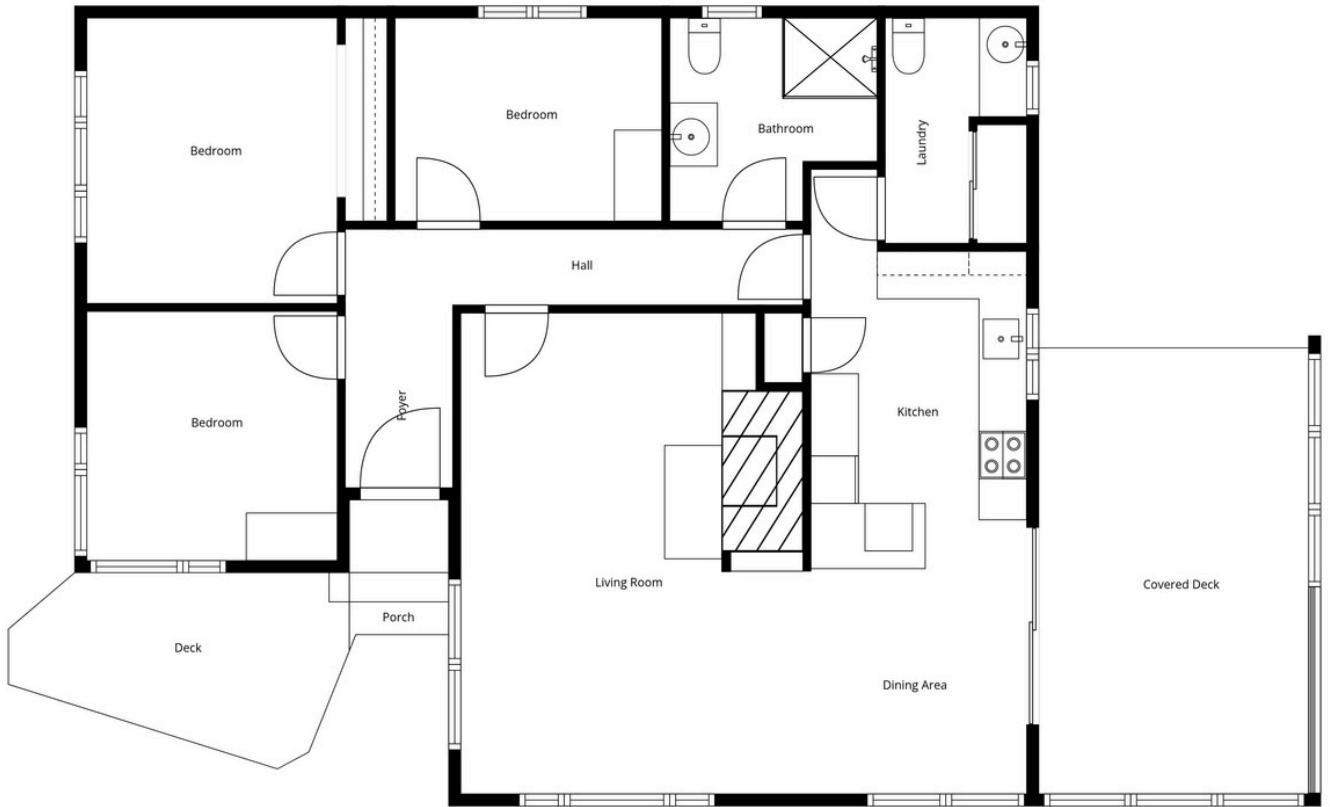 Bedroom
Bedroom
Bathroom
Laundry
Hall
Foyer
Bedroom
Kitchen
Living Room
Covered Deck
Porch
Deck
Dining Area